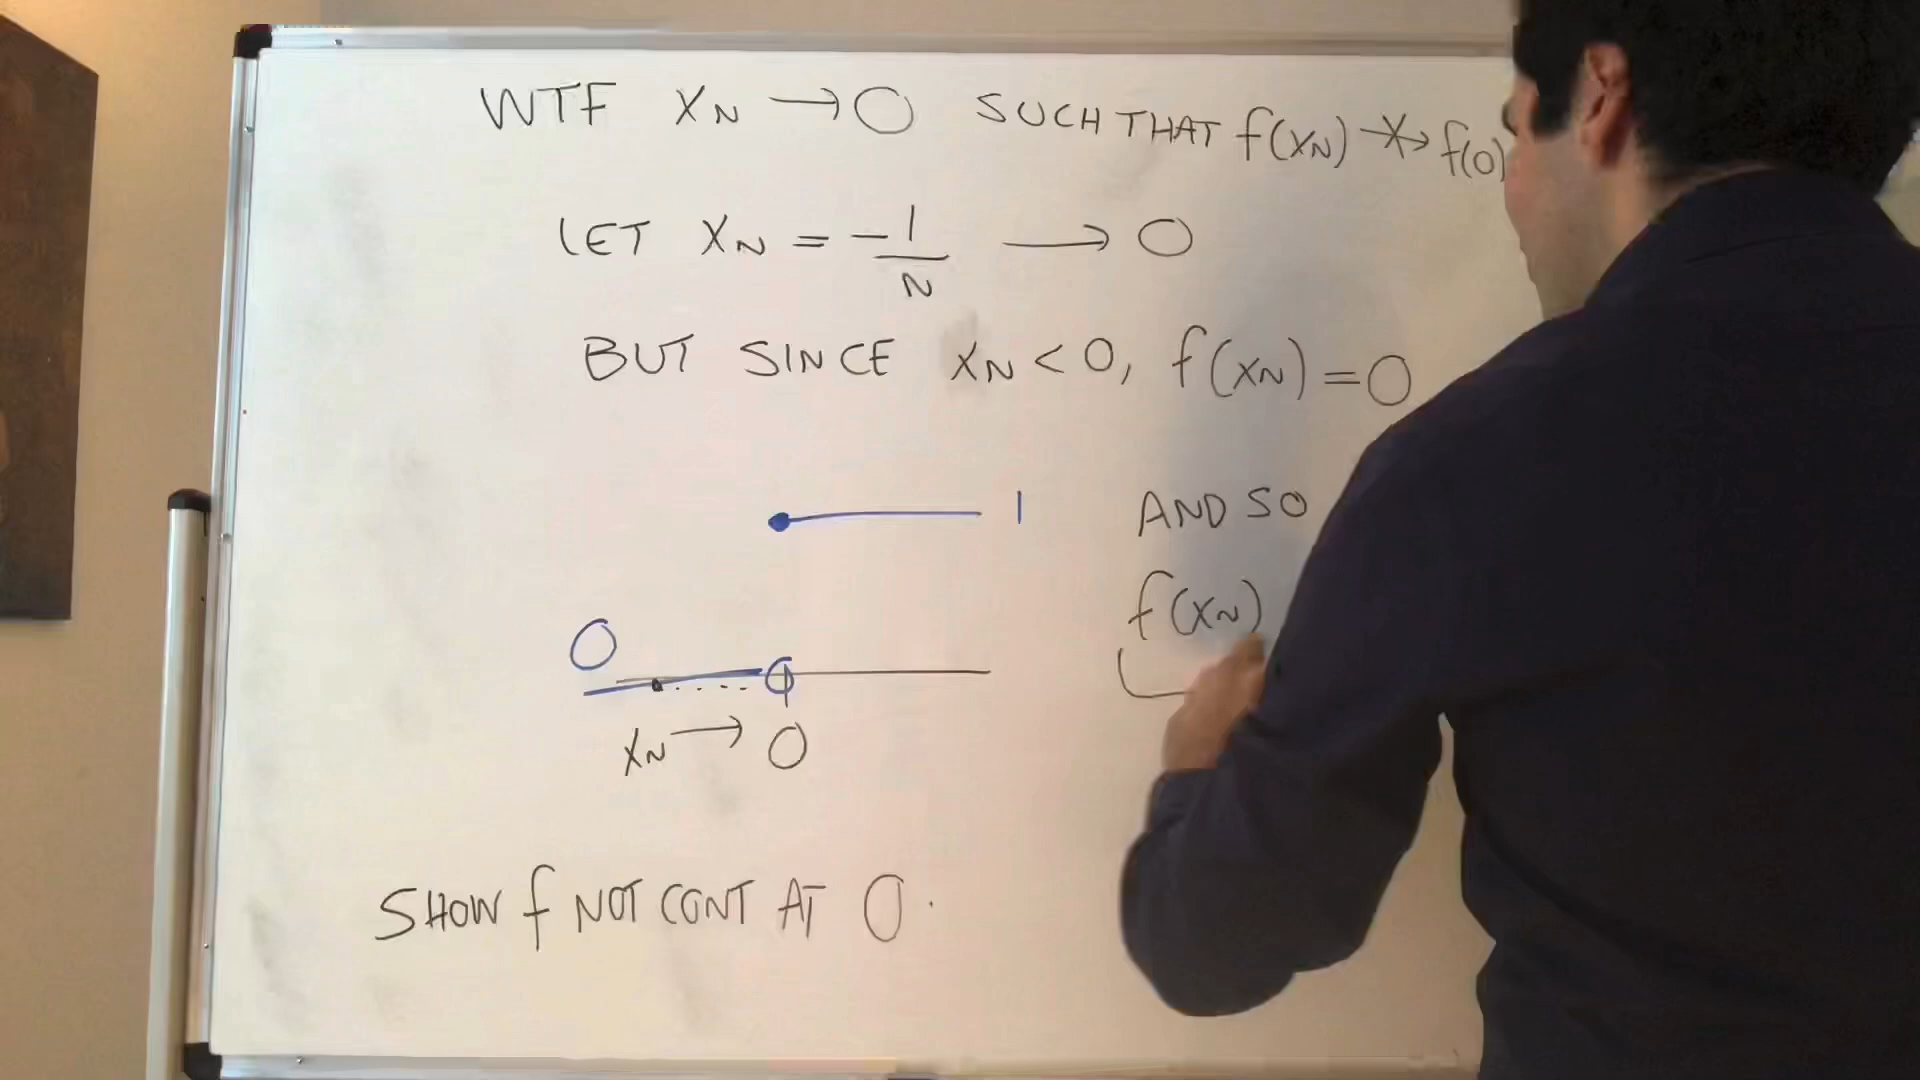 WTF xN → 0 SUCH THAT f(xN) ↛ f(0)
LET xN = -1/N → 0
BUT SINCE xN < 0, f(xN) = 0
1
AND SO
f(xN)
0
xN → 0
SHOW f NOT CONT AT 0.